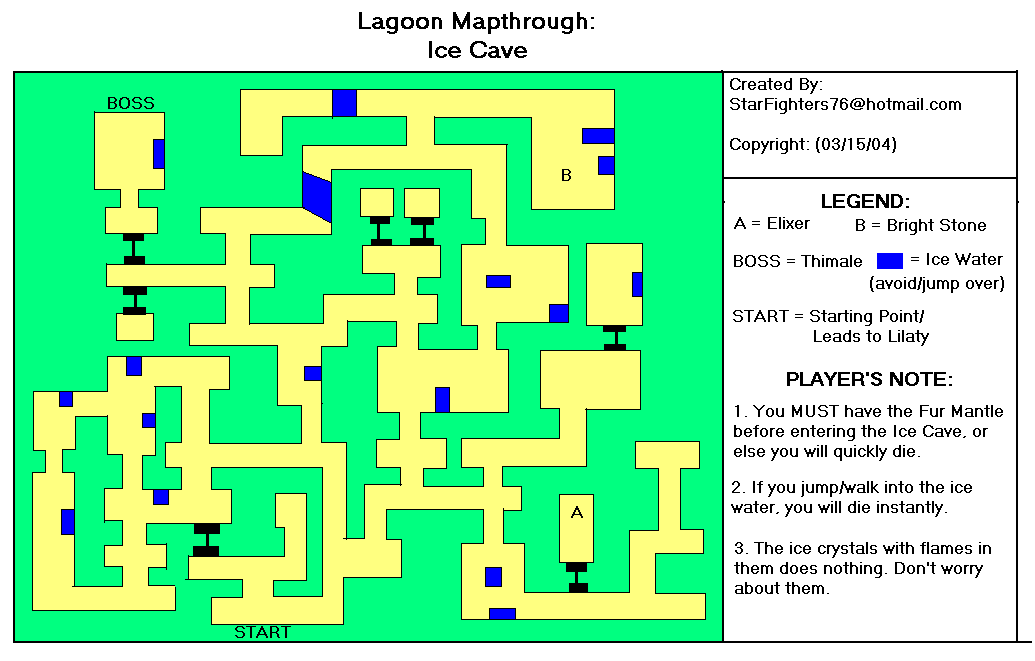 Lagoon Mapthrough:
Ice Cave
BOSS
B
A
START
Created By:
StarFighters76@hotmail.com
Copyright: (03/15/04)
LEGEND:
A = Elixer
B = Bright Stone
BOSS = Thimale
= Ice Water
(avoid/jump over)
START = Starting Point/
Leads to Lilaty
PLAYER'S NOTE:
1. You MUST have the Fur Mantle
before entering the Ice Cave, or
else you will quickly die.
2. If you jump/walk into the ice
water, you will die instantly.
3. The ice crystals with flames in
them does nothing. Don't worry
about them.